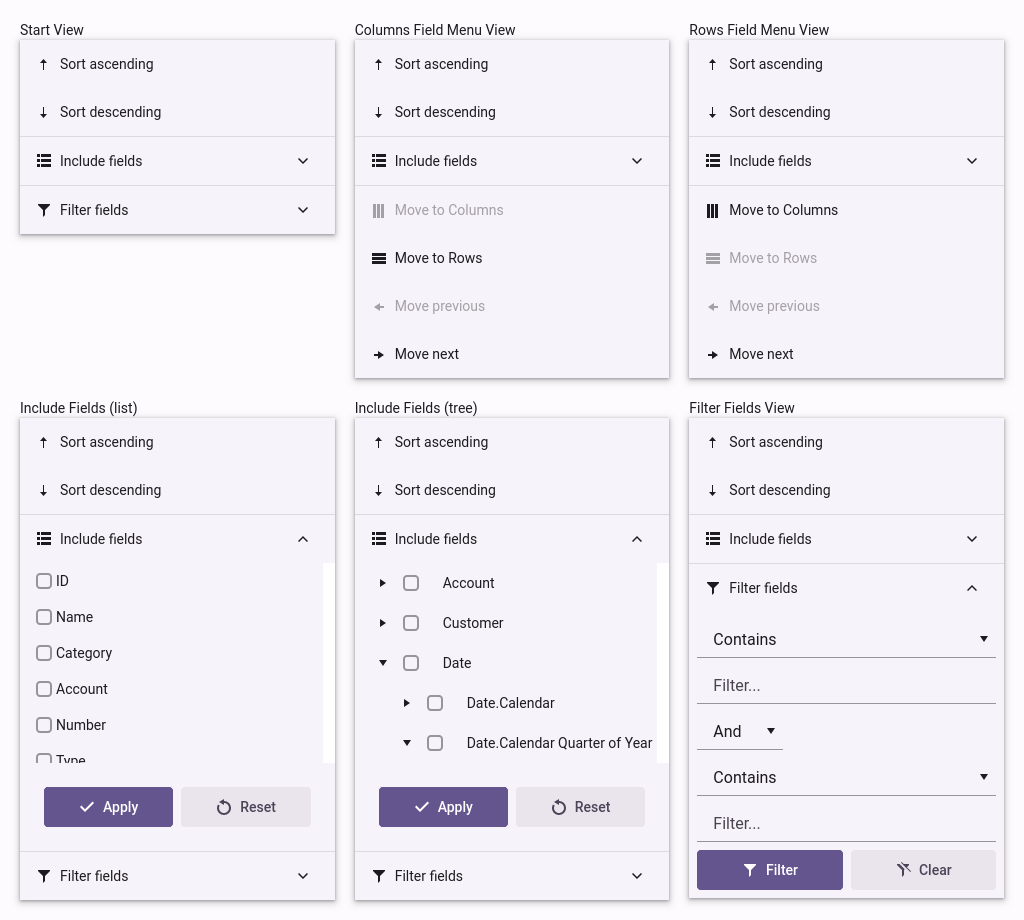 Start View
Sort ascending
Sort descending
Include fields
Filter fields
Columns Field Menu View
Sort ascending
Sort descending
Include fields
Move to Columns
Move to Rows
Move previous
Move next
Rows Field Menu View
Sort ascending
Sort descending
Include fields
Move to Columns
Move to Rows
Move previous
Move next
Include Fields (list)
Sort ascending
Sort descending
Include fields
ID
Name
Category
Account
Number
Type
Apply
Reset
Filter fields
Include Fields (tree)
Sort ascending
Sort descending
Include fields
Account
Customer
Date
Date.Calendar
Date.Calendar Quarter of Year
Apply
Reset
Filter fields
Filter Fields View
Sort ascending
Sort descending
Include fields
Filter fields
Contains
Filter...
And
Contains
Filter...
Filter
Clear